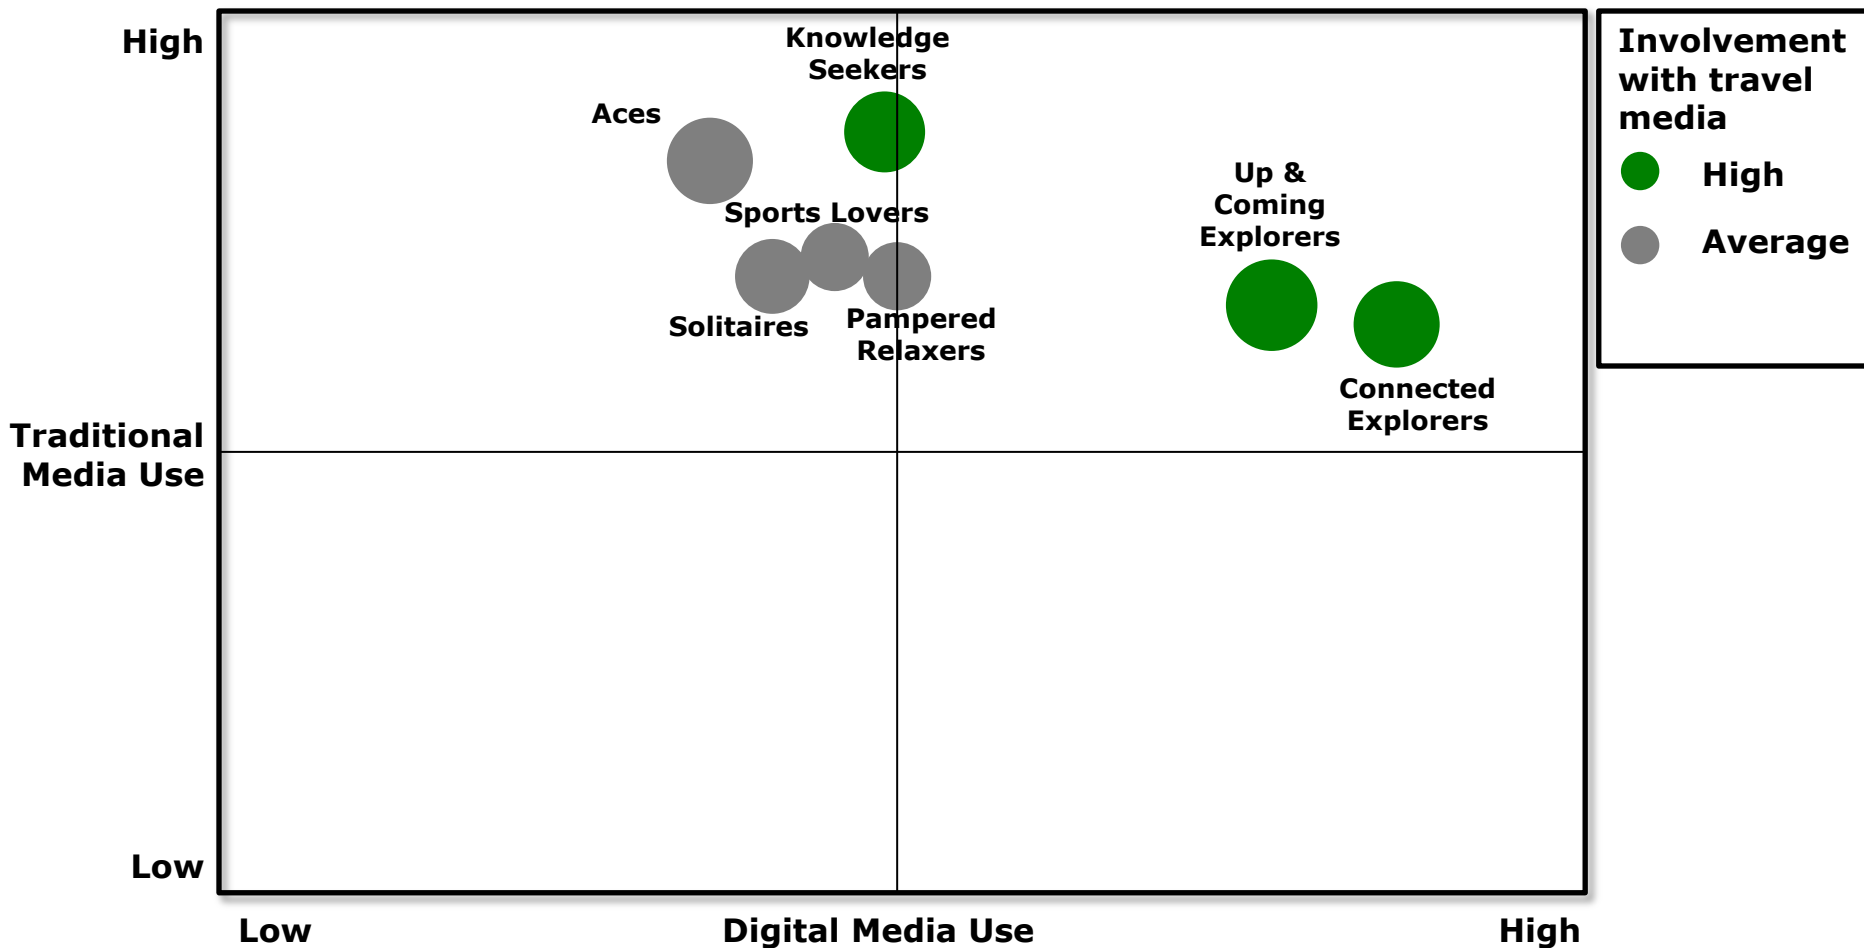 High
Knowledge
Seekers
Aces
Sports Lovers
Up &
Coming
Explorers
Solitaires
Pampered
Relaxers
Connected
Explorers
Traditional
Media Use
Low
Low
Digital Media Use
High
Involvement
with travel
media
High
Average